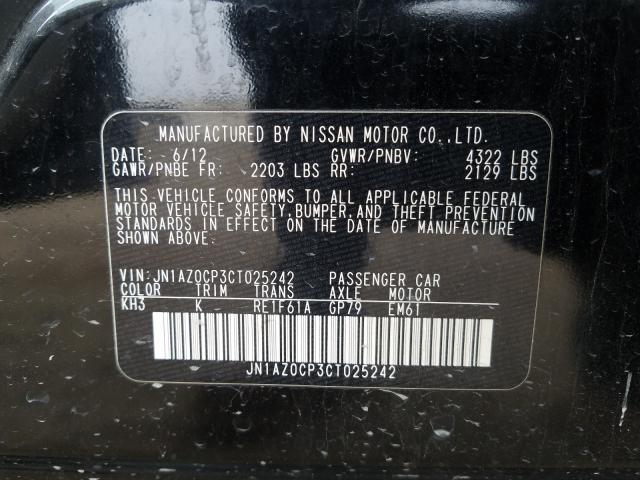 MANUFACTURED BY NISSAN MOTOR CO.,LTD.
DATE: 6/12 GVWR/PNBV: 4322 LBS
GAWR/PNBE FR: 2203 LBS RR: 2129 LBS
THIS VEHICLE CONFORMS TO ALL APPLICABLE FEDERAL
MOTOR VEHICLE SAFETY, BUMPER, AND THEFT PREVENTION
STANDARDS IN EFFECT ON THE DATE OF MANUFACTURE
SHOWN ABOVE.
VIN: JN1AZ0CP3CT025242 PASSENGER CAR
COLOR TRIM TRANS AXLE MOTOR
KH3 K RE1F61A GP79 EM61
JN1AZ0CP3CT025242